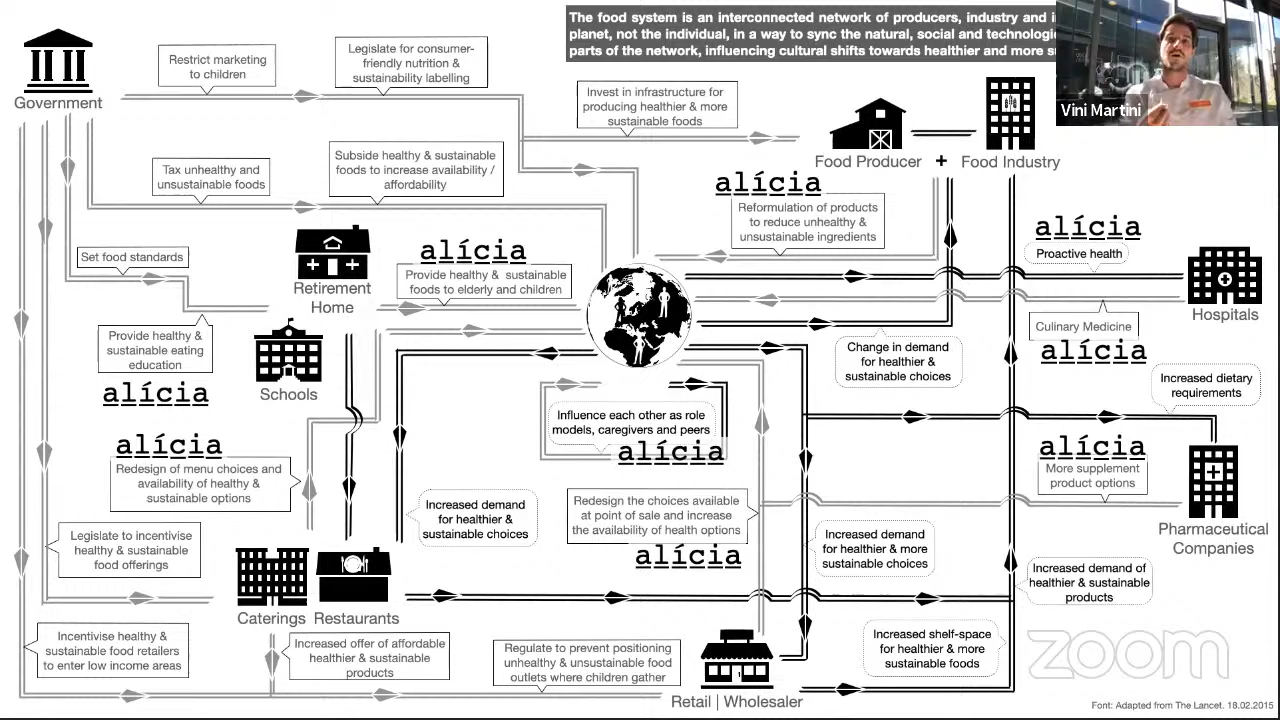 The food system is an interconnected network of producers, industry and
planet, not the individual, in a way to sync the natural, social and
parts of the network, influencing cultural shifts towards healthier and more
Vini Martini
Government
Restrict marketing
to children
Legislate for consumer-
friendly nutrition &
sustainability labelling
Invest in infrastructure for
producing healthier & more
sustainable foods
Food Producer + Food Industry
Tax unhealthy and
unsustainable foods
Subside healthy & sustainable
foods to increase availability /
affordability
alícia
Reformulation of products
to reduce unhealthy &
unsustainable ingredients
alícia
Proactive health
Set food standards
Retirement
Home
alícia
Provide healthy & sustainable
foods to elderly and children
Hospitals
Culinary Medicine
alícia
Provide healthy &
sustainable eating
education
alícia
Schools
Change in demand
for healthier &
sustainable choices
Increased dietary
requirements
Influence each other as role
models, caregivers and peers
alícia
alícia
Redesign of menu choices and
availability of healthy &
sustainable options
alícia
More supplement
product options
Pharmaceutical
Companies
Increased demand
for healthier &
sustainable choices
Redesign the choices available
at point of sale and increase
the availability of health options
alícia
Increased demand
for healthier & more
sustainable choices
Legislate to incentivise
healthy & sustainable
food offerings
Increased demand of
healthier & sustainable
products
Caterings Restaurants
Incentivise healthy &
sustainable food retailers
to enter low income areas
Increased offer of affordable
healthier & sustainable
products
Regulate to prevent positioning
unhealthy & unsustainable food
outlets where children gather
Increased shelf-space
for healthier & more
sustainable foods
Retail | Wholesaler
zoom
Font: Adapted from The Lancet. 18.02.2015